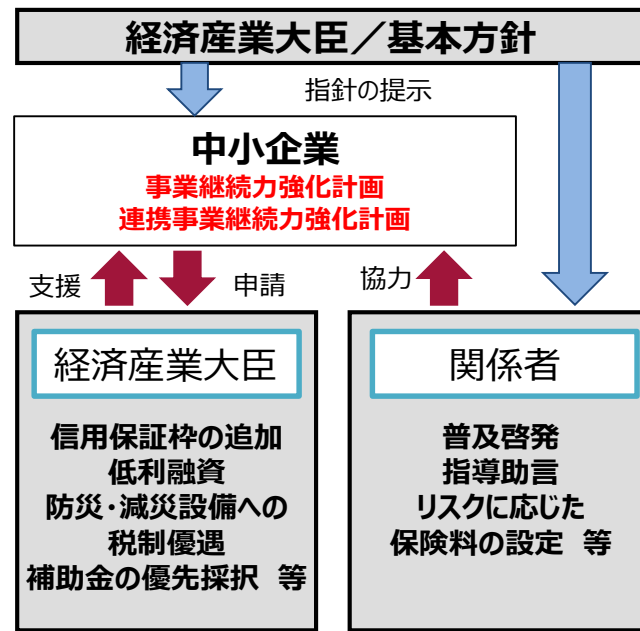 経済産業大臣／基本方針
指針の提示
中小企業
事業継続力強化計画
連携事業継続力強化計画
支援
申請
協力
経済産業大臣
信用保証枠の追加
低利融資
防災・減災設備への
税制優遇
補助金の優先採択 等
関係者
普及啓発
指導助言
リスクに応じた
保険料の設定 等